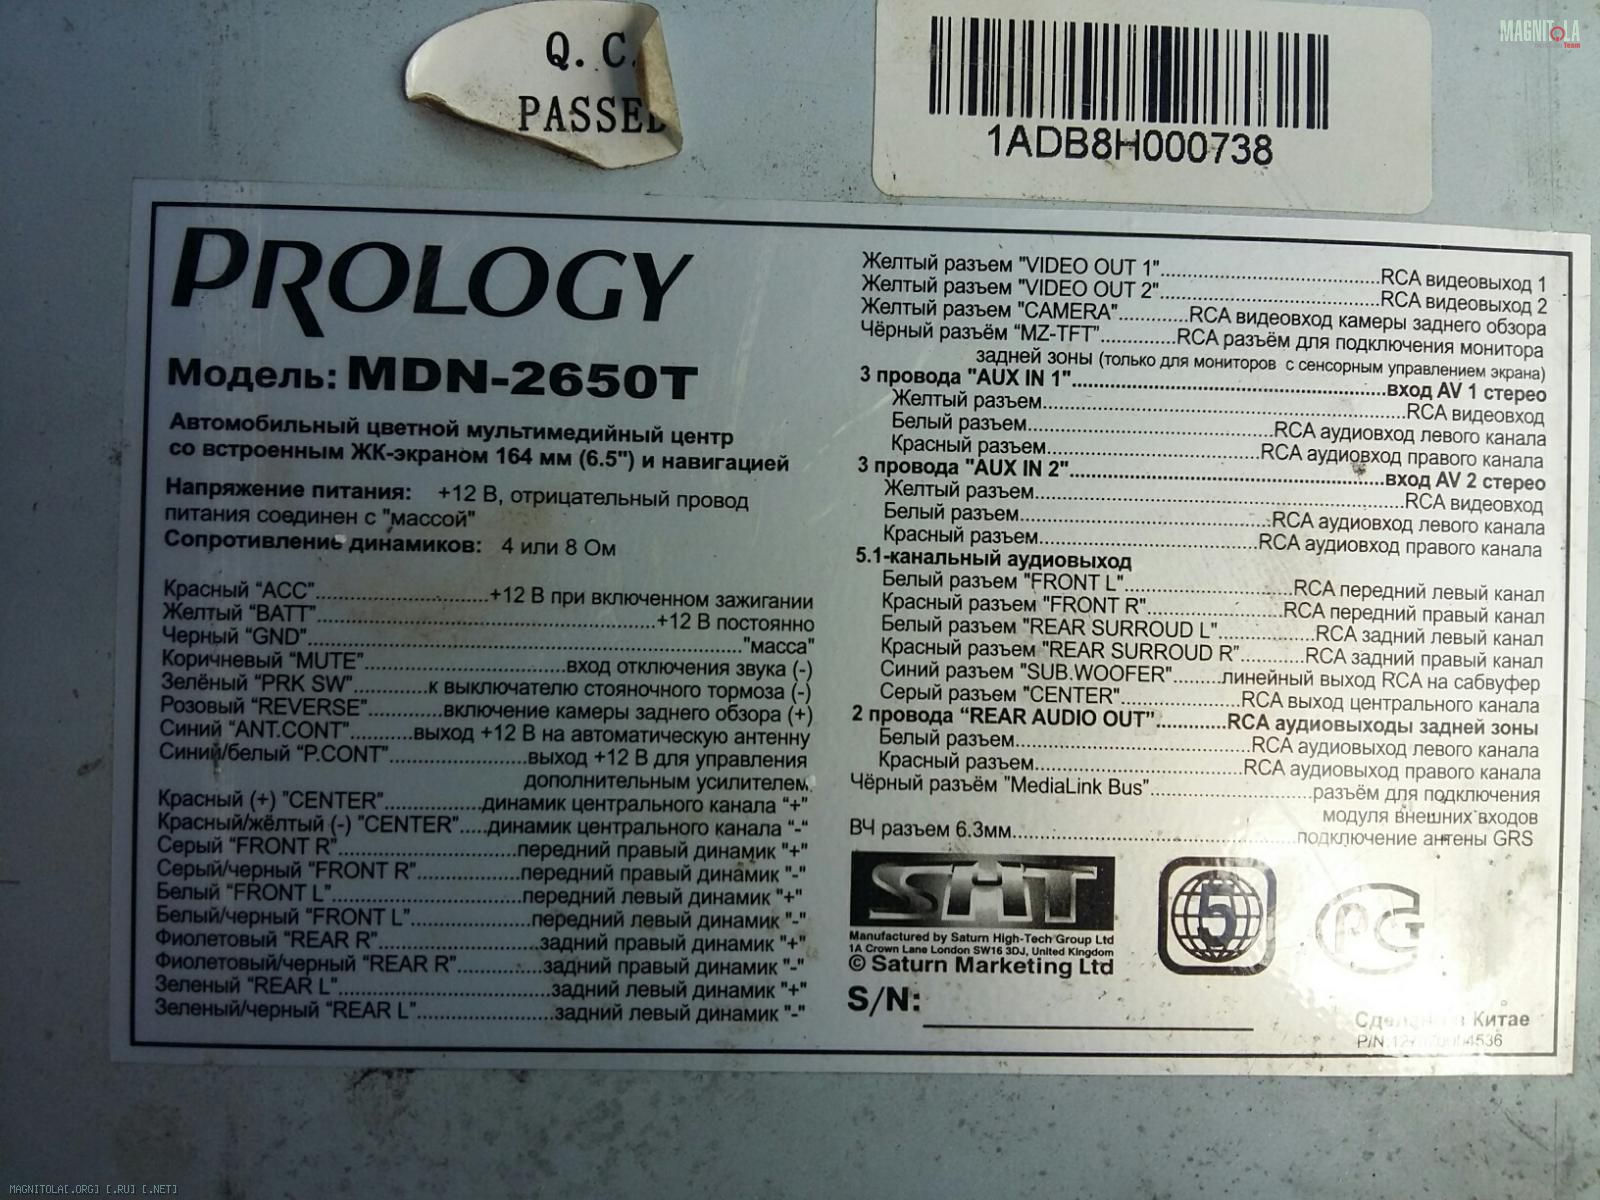 Q. C.
PASSED
1ADB8H000738
MAGNITOLA
Team
PROLOGY
Модель: MDN-2650T
Автомобильный цветной мультимедийный центр
со встроенным ЖК-экраном 164 мм (6.5") и навигацией
Напряжение питания: +12 В, отрицательный провод
питания соединен с "массой"
Сопротивление динамиков: 4 или 8 Ом
Красный “ACC”..........+12 В при включенном зажигании
Желтый “BATT”..........+12 В постоянно
Черный “GND”..........“масса”
Коричневый “MUTE”..........вход отключения звука (-)
Зелёный “PRK SW”..........к выключателю стояночного тормоза (-)
Розовый “REVERSE”..........включение камеры заднего обзора (+)
Синий “ANT.CONT”..........выход +12 В на автоматическую антенну
Синий/белый “P.CONT”..........выход +12 В для управления
дополнительным усилителем
Красный (+) "CENTER"..........динамик центрального канала “+”
Красный/жёлтый (-) "CENTER".....динамик центрального канала “-”
Серый “FRONT R”..........передний правый динамик “+”
Серый/черный “FRONT R”..........передний правый динамик “-”
Белый “FRONT L”..........передний левый динамик “+”
Белый/черный “FRONT L”..........передний левый динамик “-”
Фиолетовый “REAR R”..........задний правый динамик “+”
Фиолетовый/черный “REAR R”..........задний правый динамик “-”
Зеленый “REAR L”..........задний левый динамик “+”
Зеленый/черный “REAR L”..........задний левый динамик “-”
Желтый разъем "VIDEO OUT 1"..........RCA видеовыход 1
Желтый разъем "VIDEO OUT 2"..........RCA видеовыход 2
Желтый разъем "CAMERA"..........RCA видеовход камеры заднего обзора
Чёрный разъём “MZ-TFT”..........RCA разъём для подключения монитора
задней зоны (только для мониторов с сенсорным управлением экрана)
3 провода "AUX IN 1"..........вход AV 1 стерео
Желтый разъем..........RCA видеовход
Белый разъем..........RCA аудиовход левого канала
Красный разъем..........RCA аудиовход правого канала
3 провода "AUX IN 2"..........вход AV 2 стерео
Желтый разъем..........RCA видеовход
Белый разъем..........RCA аудиовход левого канала
Красный разъем..........RCA аудиовход правого канала
5.1-канальный аудиовыход
Белый разъем "FRONT L"..........RCA передний левый канал
Красный разъем "FRONT R"..........RCA передний правый канал
Белый разъем "REAR SURROUD L"..........RCA задний левый канал
Красный разъем "REAR SURROUD R"..........RCA задний правый канал
Синий разъем "SUB.WOOFER"..........линейный выход RCA на сабвуфер
Серый разъем "CENTER"..........RCA выход центрального канала
2 провода “REAR AUDIO OUT”..........RCA аудиовыходы задней зоны
Белый разъем..........RCA аудиовыход левого канала
Красный разъем..........RCA аудиовыход правого канала
Чёрный разъём "MediaLink Bus"..........разъём для подключения
модуля внешних входов
ВЧ разъем 6.3мм..........подключение антены GRS
SHT
Manufactured by Saturn High-Tech Group Ltd
1A Crown Lane London SW16 3DJ, United Kingdom
© Saturn Marketing Ltd
5
РСТ
S/N:
Сделано в Китае
P/N:
MAGNITOLA[.ORG] [.RU] [.NET]